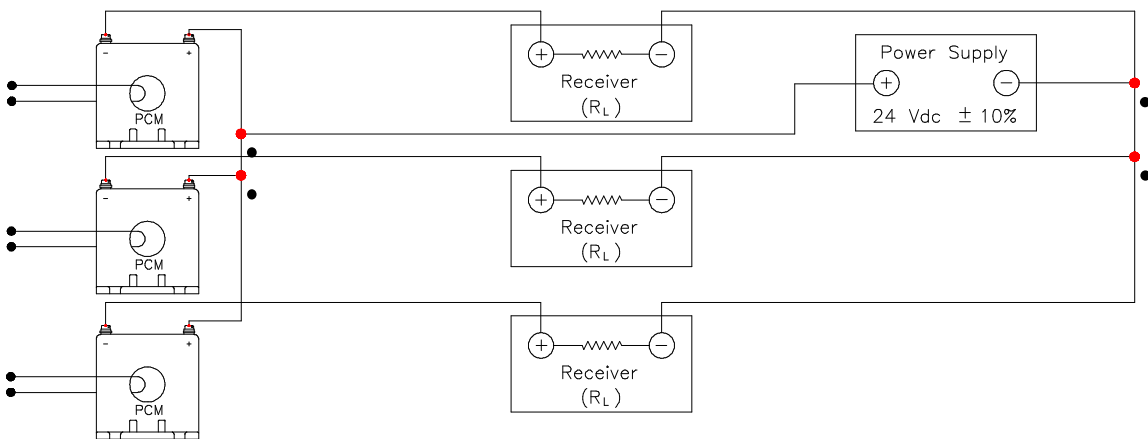 - +
PCM
+ -
Receiver
(RL)
Power Supply
+ -
24 Vdc ± 10%
- +
PCM
+ -
Receiver
(RL)
- +
PCM
+ -
Receiver
(RL)